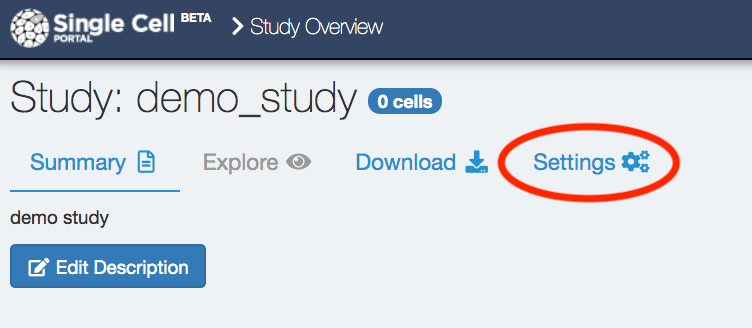 Single Cell BETA
PORTAL
Study Overview
Study: demo_study 0 cells
Summary Explore Download Settings
demo study
Edit Description